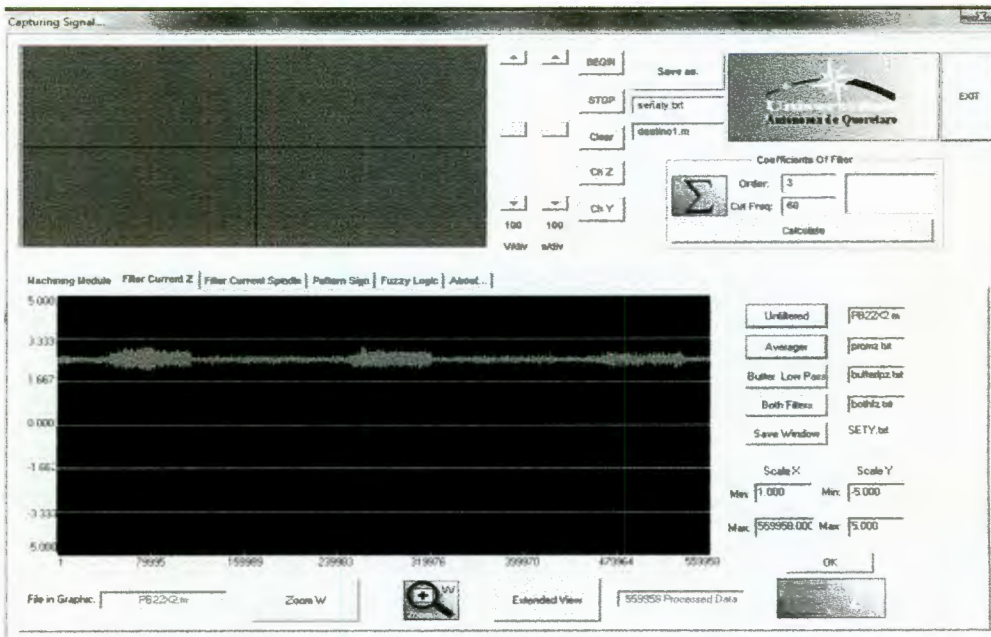 Capturing Signal...
BEGIN
STOP
Clear
Ch Z
Ch Y
100 100
V/div s/div
Save as.
señaty.txt
destino1.m
Autonoma de Queretaro
EXIT
Coefficients Of Filter
Order: 3
Cut Freq: 60
Calculate
Machining Module Filter Current Z Filter Current Spindle Pattern Sign Fuzzy Logic About...
5.000
3.333
1.667
0.000
-1.667
-3.333
5.000
1 79995 159989 239983 319976 399970 479964 559958
Unfiltered PB22X2.m
Averager promz.txt
Butter Low Pass butterlpz.txt
Both Filters bothfz.txt
Save Window SETY.txt
Scale X Scale Y
Min: 1.000 Min: -5.000
Max: 559958.000 Max: 5.000
OK
File in Graphic. PB22X2.m
Zoom W
W
Extended View
559958 Processed Data